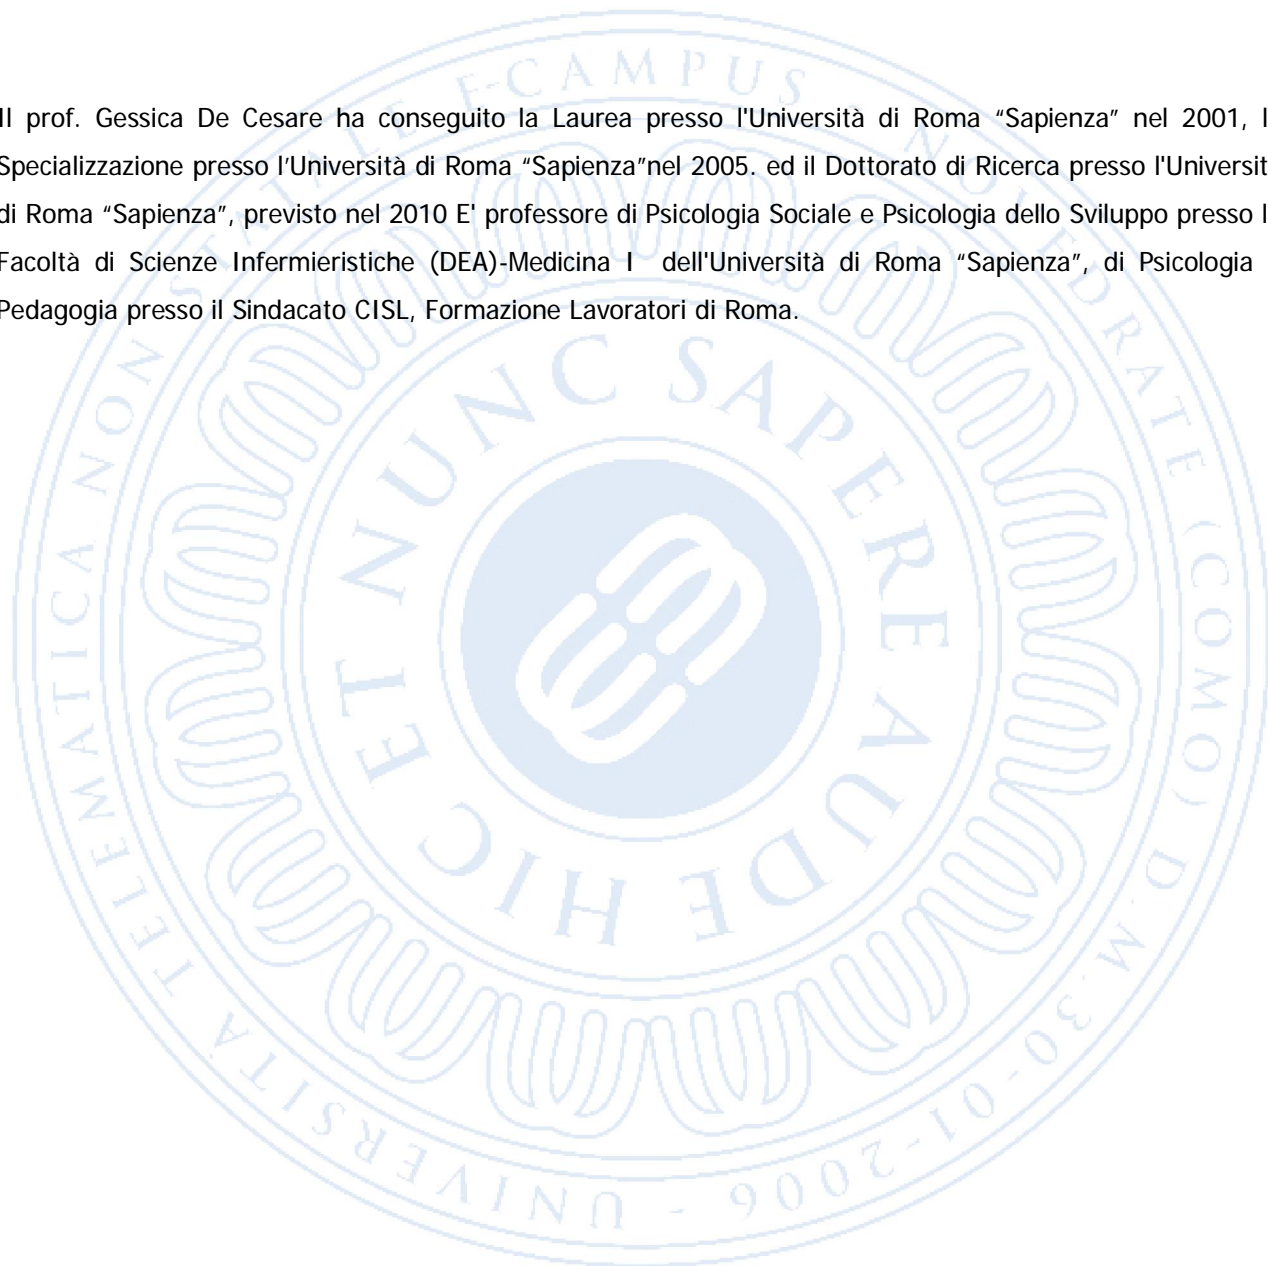 Il prof. Gessica De Cesare ha conseguito la Laurea presso l'Università di Roma “Sapienza” nel 2001, l
Specializzazione presso l’Università di Roma “Sapienza”nel 2005. ed il Dottorato di Ricerca presso l'Universit
di Roma “Sapienza”, previsto nel 2010 E' professore di Psicologia Sociale e Psicologia dello Sviluppo presso l
Facoltà di Scienze Infermieristiche (DEA)-Medicina I dell'Università di Roma “Sapienza”, di Psicologia
Pedagogia presso il Sindacato CISL, Formazione Lavoratori di Roma.
UNIVERSITÀ TELEMATICA NON STATALE E-CAMPUS - NOVEDRATE (COMO) D.M. 30-01-2006 -
HIC ET NUNC SAPERE AUDE